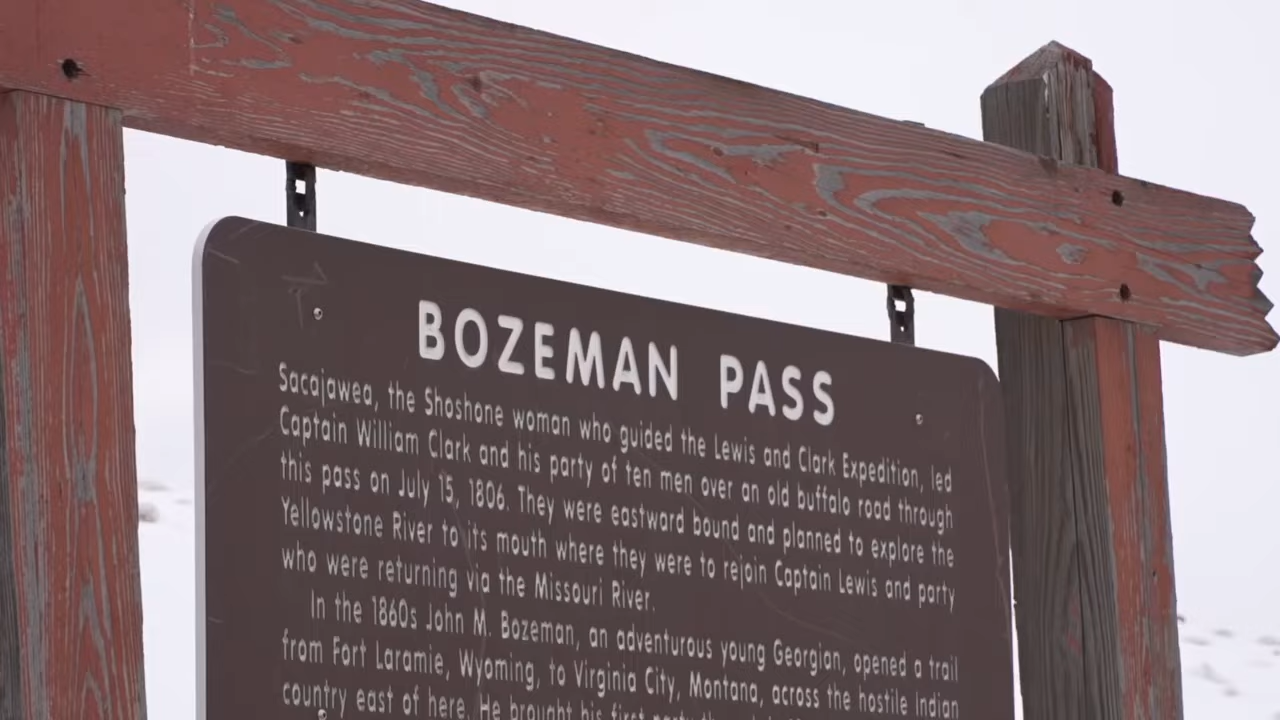 BOZEMAN PASS
Sacajawea, the Shoshone woman who guided the Lewis and Clark Expedition, led
Captain William Clark and his party of ten men over an old buffalo road through
this pass on July 15, 1806. They were eastward bound and planned to explore the
Yellowstone River to its mouth where they were to rejoin Captain Lewis and party
who were returning via the Missouri River.
In the 1860s John M. Bozeman, an adventurous young Georgian, opened a trail
from Fort Laramie, Wyoming, to Virginia City, Montana, across the hostile Indian
country east of here. He brought his first party